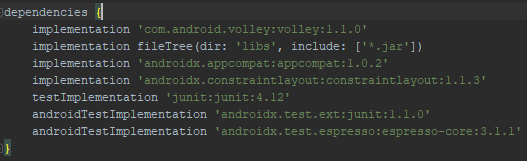 dependencies {
    implementation 'com.android.volley:volley:1.1.0'
    implementation fileTree(dir: 'libs', include: ['*.jar'])
    implementation 'androidx.appcompat:appcompat:1.0.2'
    implementation 'androidx.constraintlayout:constraintlayout:1.1.3'
    testImplementation 'junit:junit:4.12'
    androidTestImplementation 'androidx.test.ext:junit:1.1.0'
    androidTestImplementation 'androidx.test.espresso:espresso-core:3.1.1'
}